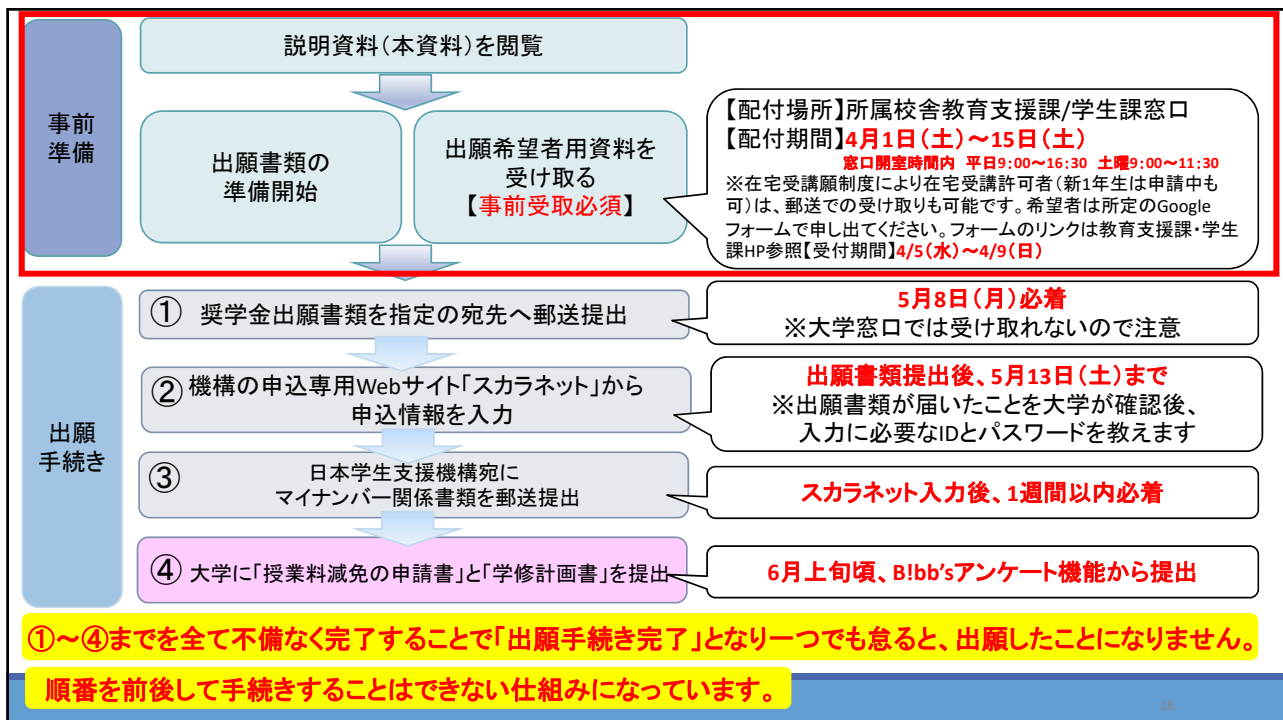 説明資料(本資料)を閲覧
事前
準備
出願書類の
準備開始
出願希望者用資料を
受け取る
【事前受取必須】
【配付場所】所属校舎教育支援課/学生課窓口
【配付期間】4月1日(土)～15日(土)
窓口開室時間内 平日9:00～16:30 土曜9:00～11:30
※在宅受講願制度により在宅受講許可者(新1年生は申請中も
可)は、郵送での受け取りも可能です。希望者は所定のGoogle
フォームで申し出てください。フォームのリンクは教育支援課・学生
課HP参照【受付期間】4/5(水)～4/9(日)
出願
手続き
① 奨学金出願書類を指定の宛先へ郵送提出
5月8日(月)必着
※大学窓口では受け取れないので注意
② 機構の申込専用Webサイト「スカラネット」から
申込情報を入力
出願書類提出後、5月13日(土)まで
※出願書類が届いたことを大学が確認後、
入力に必要なIDとパスワードを教えます
③ 日本学生支援機構宛に
マイナンバー関係書類を郵送提出
スカラネット入力後、1週間以内必着
④ 大学に「授業料減免の申請書」と「学修計画書」を提出
6月上旬頃、B!bb'sアンケート機能から提出
①～④までを全て不備なく完了することで「出願手続き完了」となり一つでも怠ると、出願したことになりません。
順番を前後して手続きすることはできない仕組みになっています。